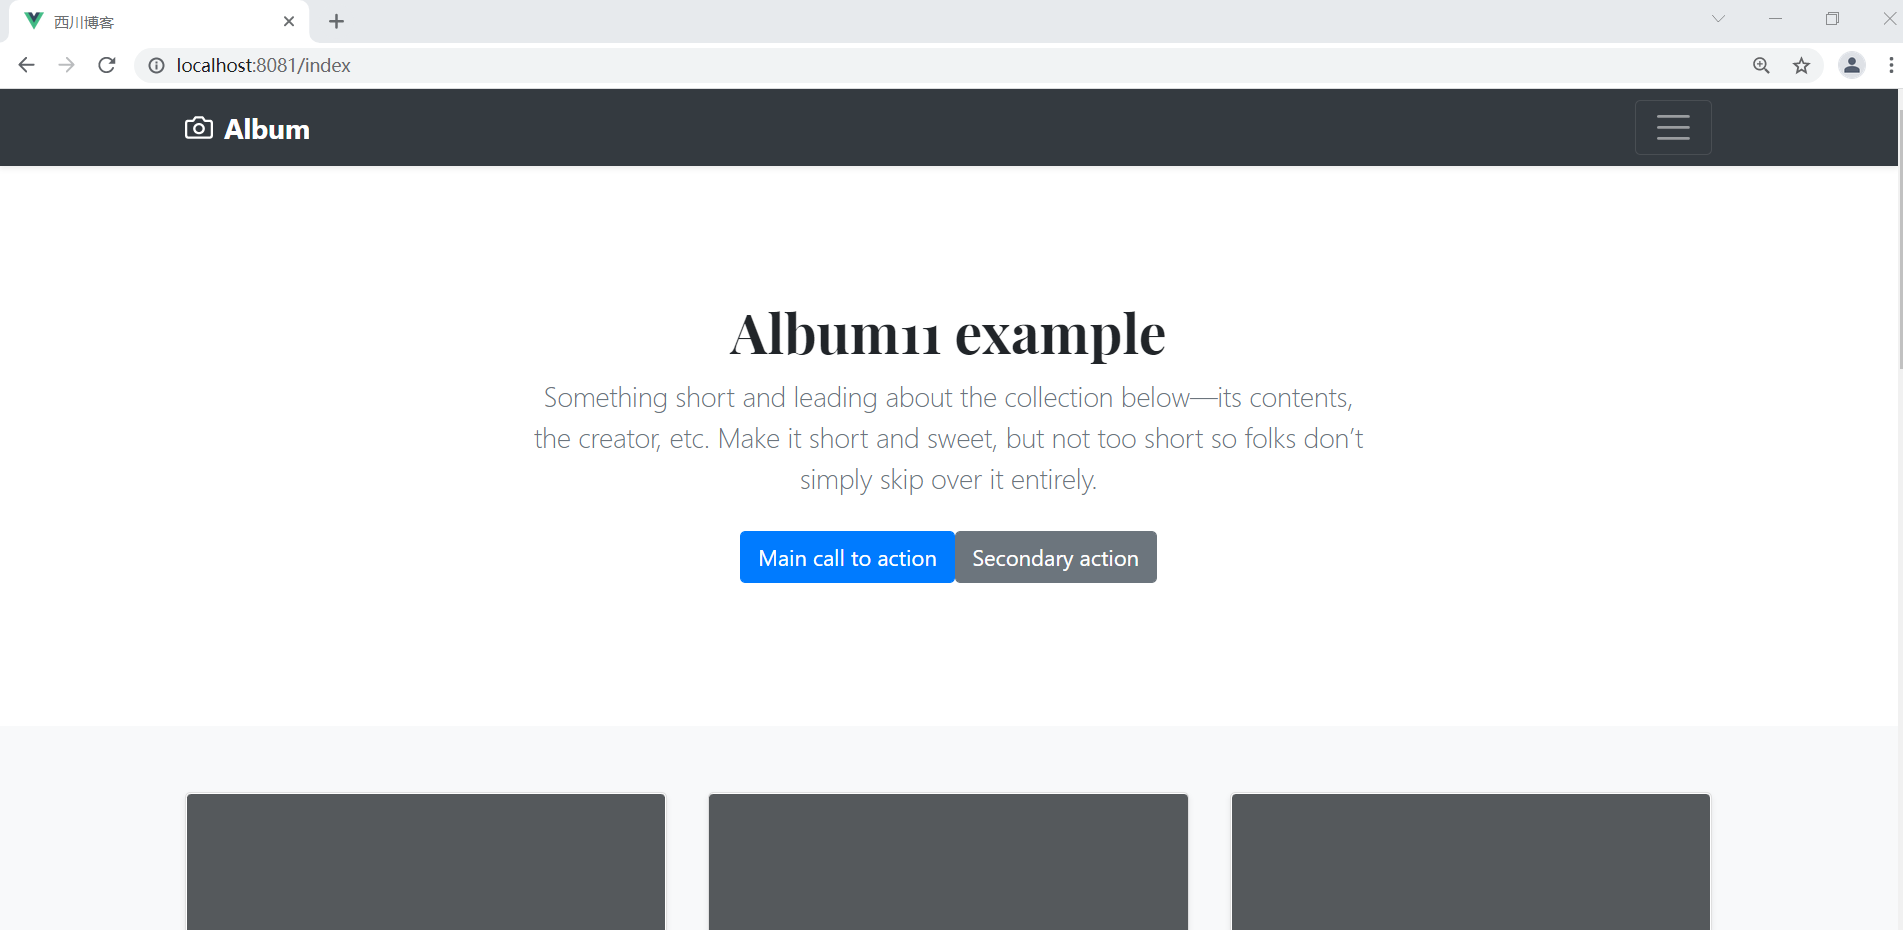 西川博客
localhost:8081/index
Album
Album11 example
Something short and leading about the collection below—its contents,
the creator, etc. Make it short and sweet, but not too short so folks don’t
simply skip over it entirely.
Main call to action
Secondary action